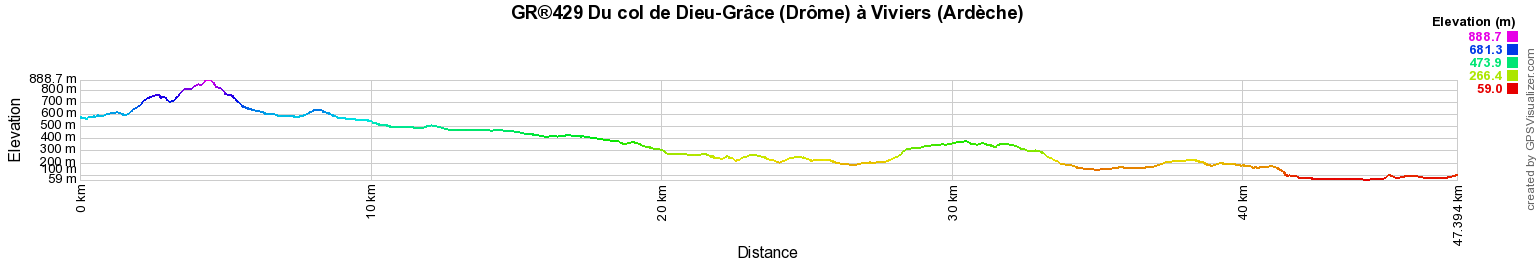 GR®429 Du col de Dieu-Grâce (Drôme) à Viviers (Ardèche)
Elevation (m)
888.7
681.3
473.9
266.4
59.0
Elevation
888.7 m
800 m
700 m
600 m
500 m
400 m
300 m
200 m
100 m
59 m
0 km
10 km
20 km
30 km
40 km
47.394 km
Distance
created by GPSVisualizer.com